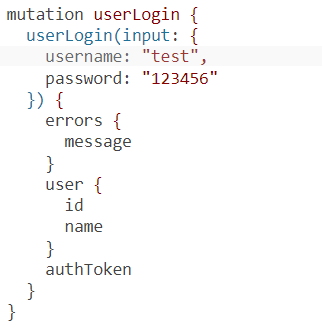 mutation userLogin {
  userLogin(input: {
    username: "test",
    password: "123456"
  }) {
    errors {
      message
    }
    user {
      id
      name
    }
    authToken
  }
}